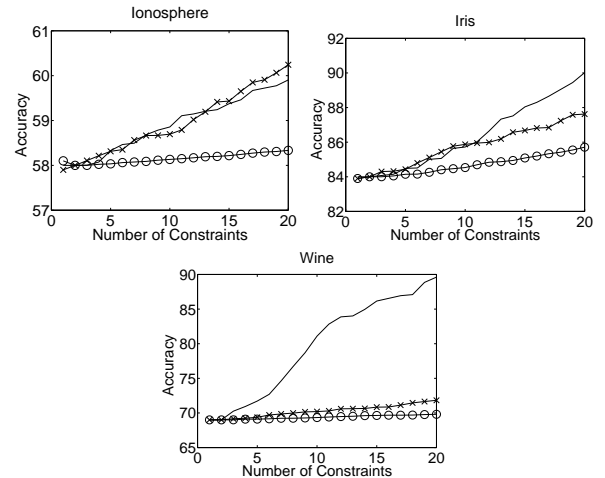 Ionosphere
61
60
59
58
57
0 5 10 15 20
Accuracy
Number of Constraints
Iris
92
90
88
86
84
82
0 5 10 15 20
Accuracy
Number of Constraints
Wine
90
85
80
75
70
65
0 5 10 15 20
Accuracy
Number of Constraints